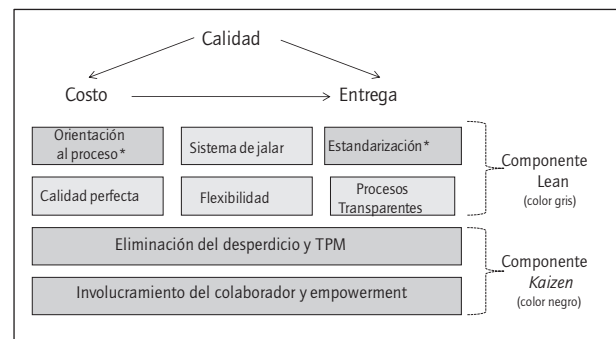 Calidad
Costo
Entrega
Orientación
al proceso*
Sistema de jalar
Estandarización*
Calidad perfecta
Flexibilidad
Procesos
Transparentes
Componente
Lean
(color gris)
Eliminación del desperdicio y TPM
Involucramiento del colaborador y empowerment
Componente
Kaizen
(color negro)